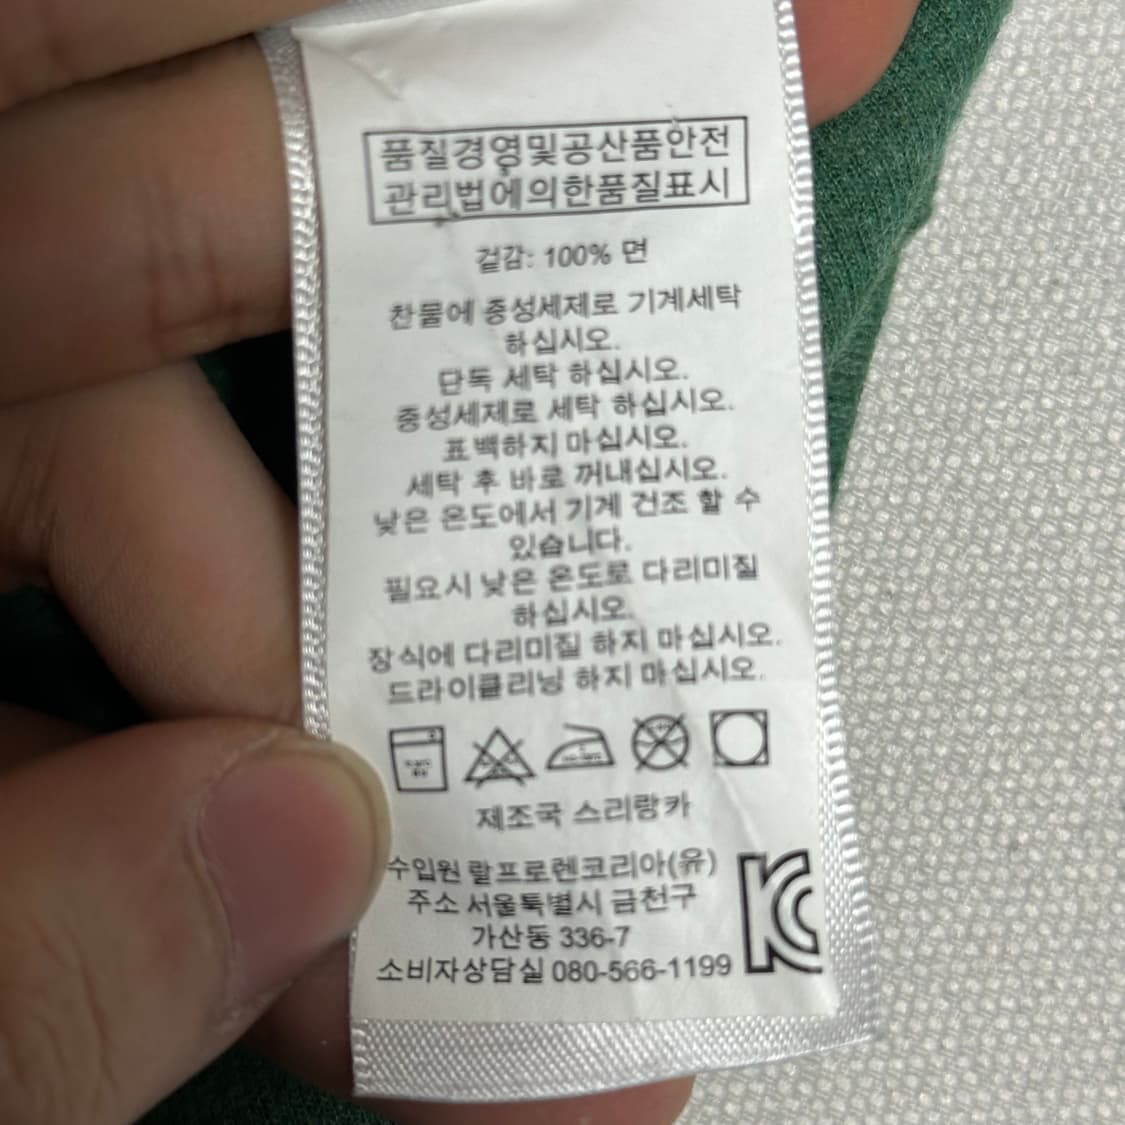 품질경영및공산품안전
관리법에의한품질표시
겉감: 100% 면
찬물에 중성세제로 기계세탁
하십시오.
단독 세탁 하십시오.
중성세제로 세탁 하십시오.
표백하지 마십시오.
세탁 후 바로 꺼내십시오.
낮은 온도에서 기계 건조 할 수
있습니다.
필요시 낮은 온도로 다리미질
하십시오.
장식에 다리미질 하지 마십시오.
드라이클리닝 하지 마십시오.
제조국 스리랑카
수입원 랄프로렌코리아(유)
주소 서울특별시 금천구
가산동 336-7
소비자상담실 080-566-1199
KC